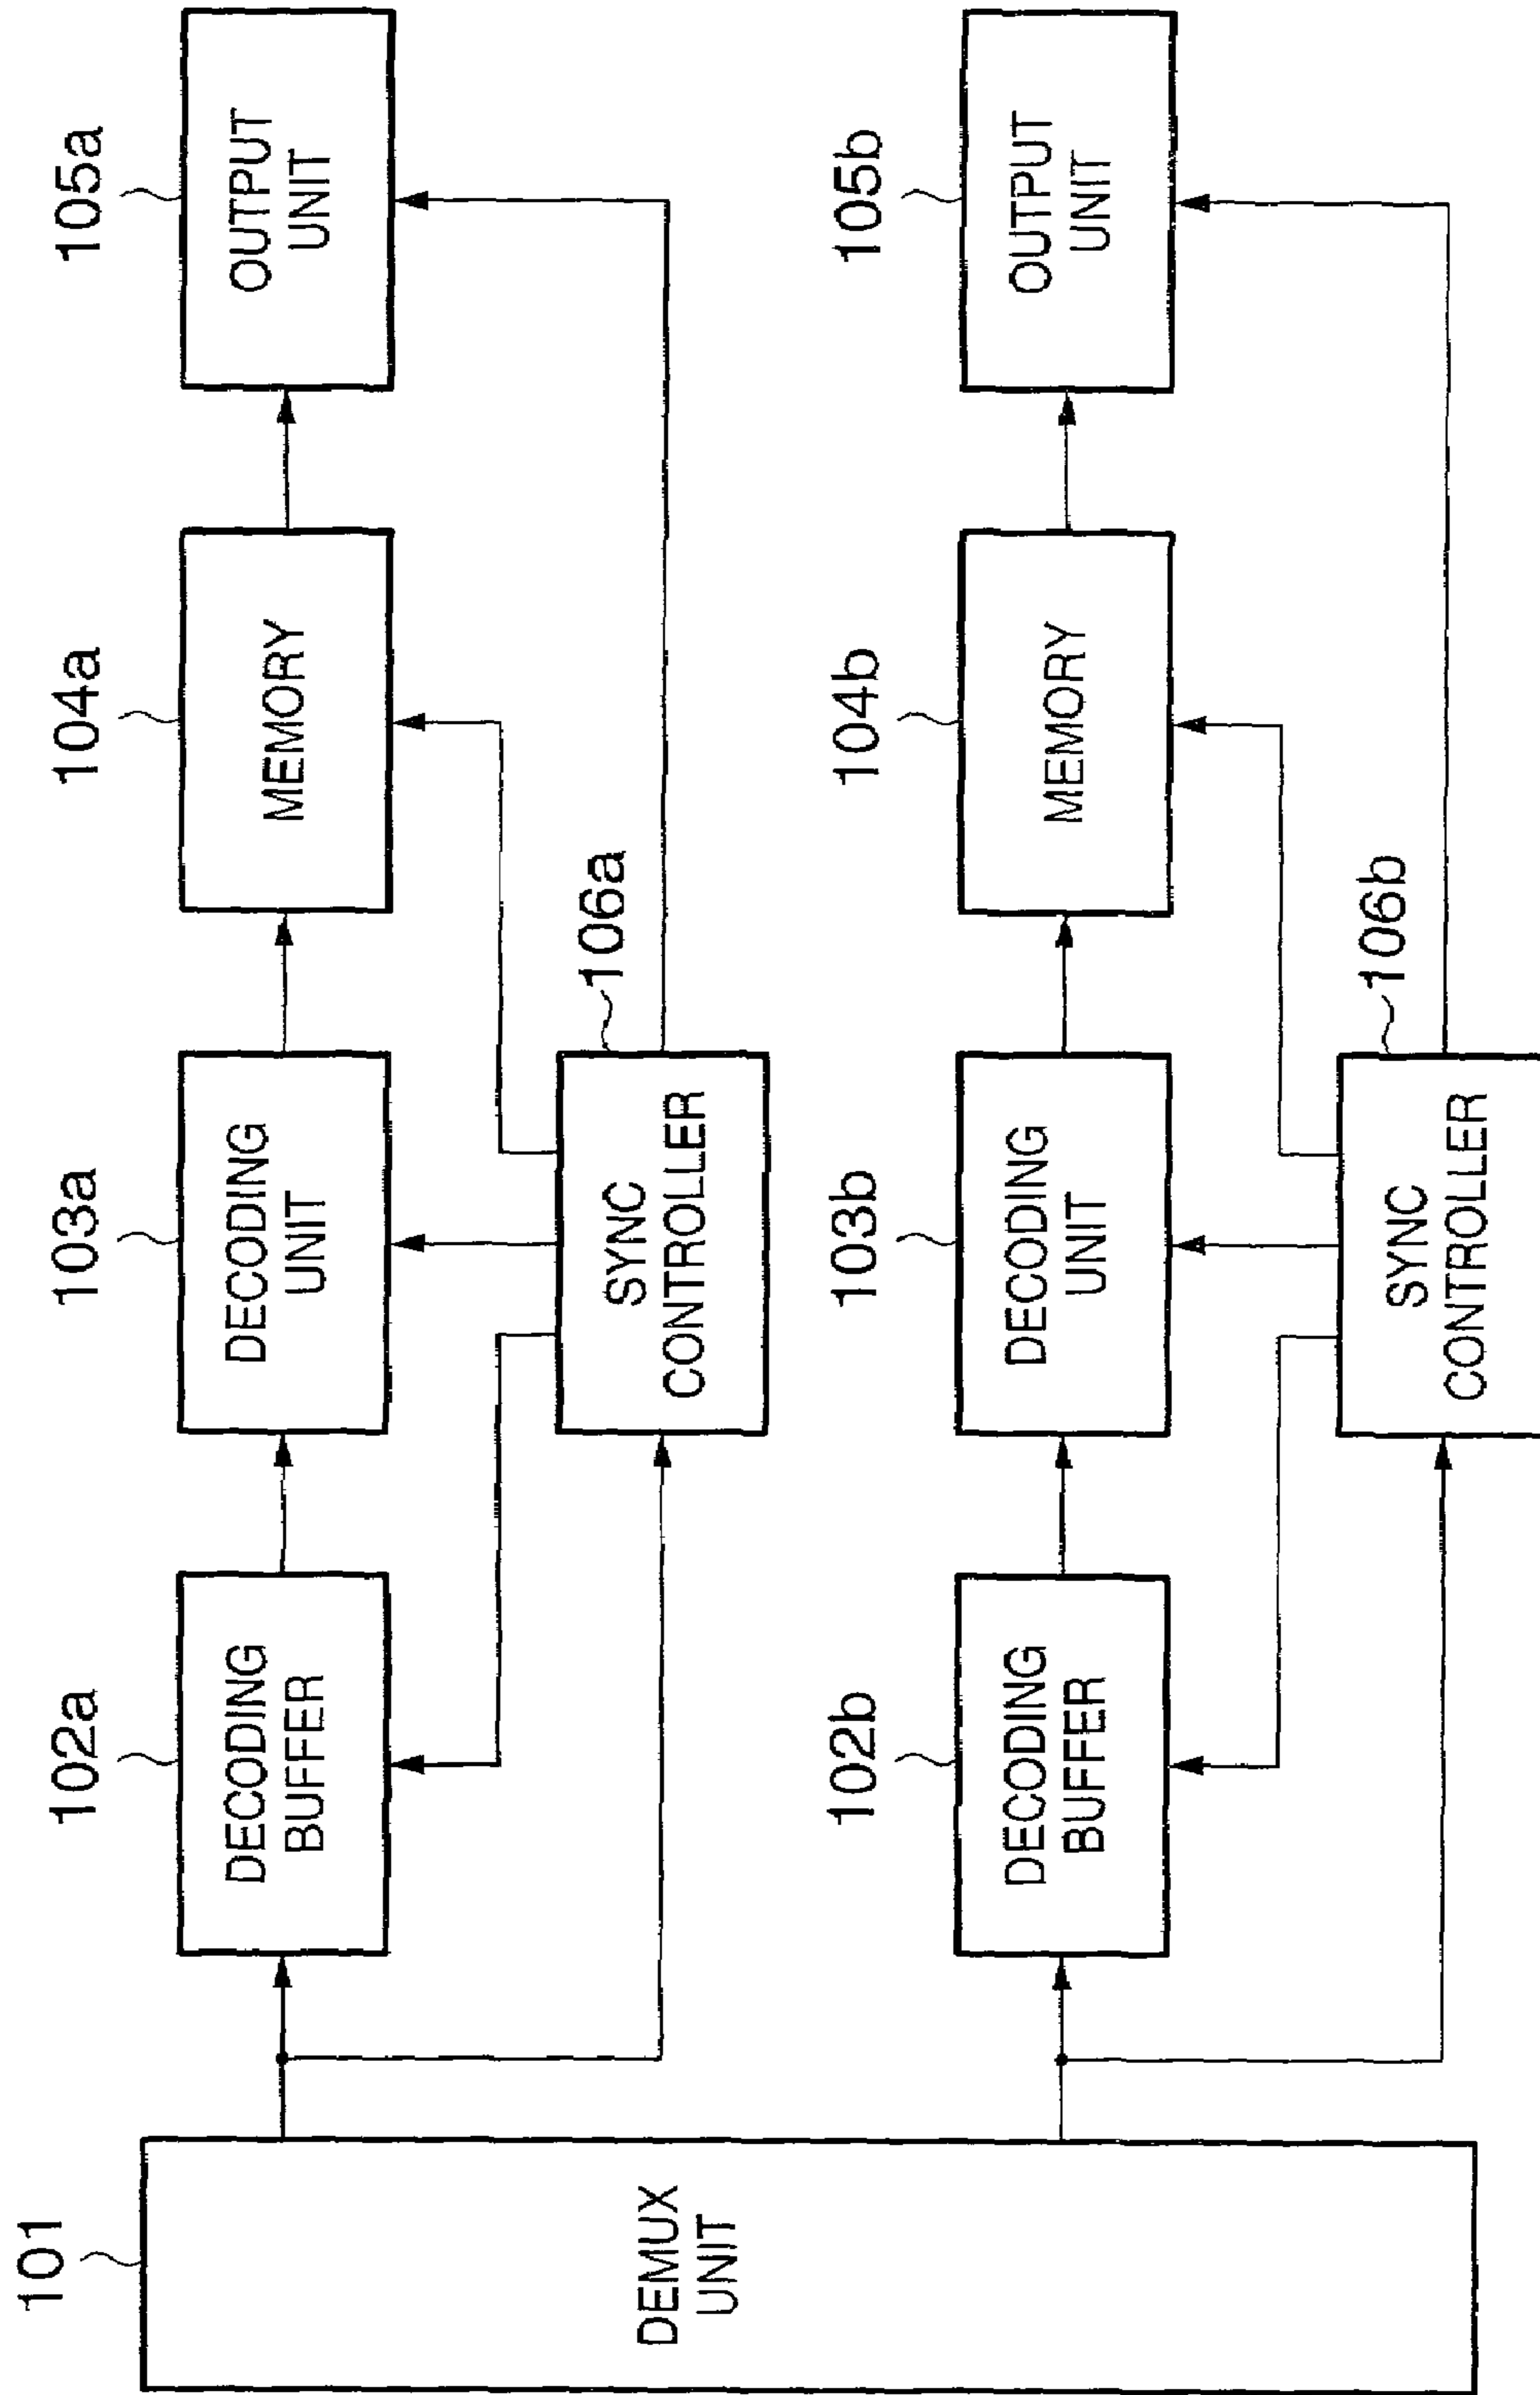 101
DEMUX
UNIT
102a
DECODING
BUFFER
103a
DECODING
UNIT
104a
MEMORY
105a
OUTPUT
UNIT
106a
SYNC
CONTROLLER
102b
DECODING
BUFFER
103b
DECODING
UNIT
104b
MEMORY
105b
OUTPUT
UNIT
106b
SYNC
CONTROLLER